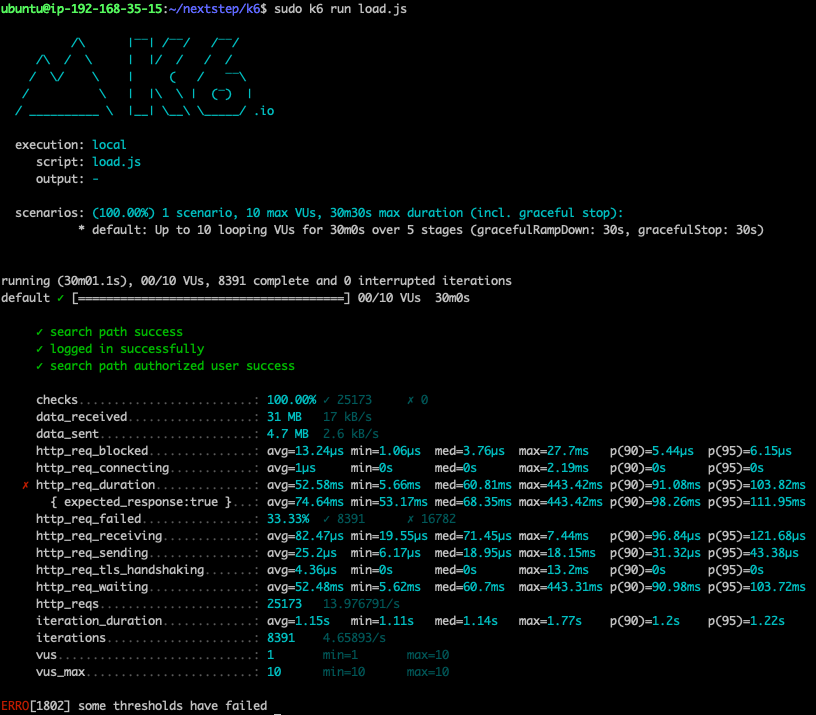 ubuntu@ip-192-168-35-15:~/nextstep/k6$ sudo k6 run load.js
.io
execution: local
script: load.js
output: -
scenarios: (100.00%) 1 scenario, 10 max VUs, 30m30s max duration (incl. graceful stop):
* default: Up to 10 looping VUs for 30m0s over 5 stages (gracefulRampDown: 30s, gracefulStop: 30s)
running (30m01.1s), 00/10 VUs, 8391 complete and 0 interrupted iterations
default ✓ [======================================] 00/10 VUs  30m0s
✓ search path success
✓ logged in successfully
✓ search path authorized user success
checks.........................: 100.00% ✓ 25173     ✗ 0
data_received..................: 31 MB   17 kB/s
data_sent......................: 4.7 MB  2.6 kB/s
http_req_blocked...............: avg=13.24µs min=1.06µs  med=3.76µs  max=27.7ms   p(90)=5.44µs  p(95)=6.15µs
http_req_connecting............: avg=1µs     min=0s      med=0s      max=2.19ms   p(90)=0s      p(95)=0s
✗ http_req_duration..............: avg=52.58ms min=5.66ms  med=60.81ms max=443.42ms p(90)=91.08ms p(95)=103.82ms
{ expected_response:true }...: avg=74.64ms min=53.17ms med=68.35ms max=443.42ms p(90)=98.26ms p(95)=111.95ms
http_req_failed................: 33.33%  ✓ 8391      ✗ 16782
http_req_receiving.............: avg=82.47µs min=19.55µs med=71.45µs max=7.44ms   p(90)=96.84µs p(95)=121.68µs
http_req_sending...............: avg=25.2µs  min=6.17µs  med=18.95µs max=18.15ms  p(90)=31.32µs p(95)=43.38µs
http_req_tls_handshaking.......: avg=4.36µs  min=0s      med=0s      max=13.2ms   p(90)=0s      p(95)=0s
http_req_waiting...............: avg=52.48ms min=5.62ms  med=60.7ms  max=443.31ms p(90)=90.98ms p(95)=103.72ms
http_reqs......................: 25173   13.976791/s
iteration_duration.............: avg=1.15s   min=1.11s   med=1.14s   max=1.77s    p(90)=1.2s    p(95)=1.22s
iterations.....................: 8391    4.65893/s
vus............................: 1       min=1       max=10
vus_max........................: 10      min=10      max=10
ERRO[1802] some thresholds have failed